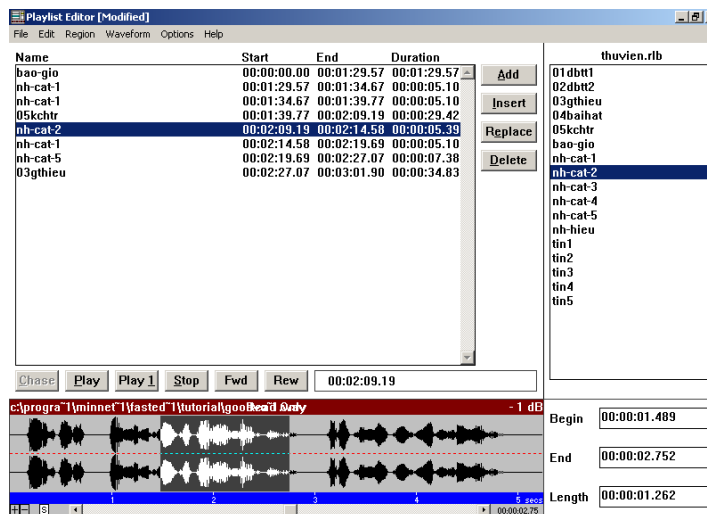 Playlist Editor [Modified]
File Edit Region Waveform Options Help
Name Start End Duration
bao-gio 00:00:00.00 00:01:29.57 00:01:29.57
nh-cat-1 00:01:29.57 00:01:34.67 00:00:05.10
nh-cat-1 00:01:34.67 00:01:39.77 00:00:05.10
05kchtr 00:01:39.77 00:02:09.19 00:00:29.42
nh-cat-2 00:02:09.19 00:02:14.58 00:00:05.39
nh-cat-1 00:02:14.58 00:02:19.69 00:00:05.10
nh-cat-5 00:02:19.69 00:02:27.07 00:00:07.38
03gthieu 00:02:27.07 00:03:01.90 00:00:34.83
Add
Insert
Replace
Delete
thuvien.rlb
01dbtt1
02dbtt2
03gthieu
04baihat
05kchtr
bao-gio
nh-cat-1
nh-cat-2
nh-cat-3
nh-cat-4
nh-cat-5
nh-hieu
tin1
tin2
tin3
tin4
tin5
Chase Play Play 1 Stop Fwd Rew 00:02:09.19
c:\progra~1\minnet~1\fasted~1\tutorial\ - 1 dB
Begin 00:00:01.489
End 00:00:02.752
Length 00:00:01.262
1 2 3 4 5 secs
S 00:00:02.75